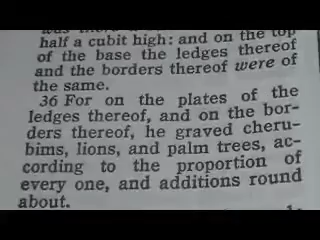 half a cubit high: and on the top
of the base the ledges thereof
and the borders thereof were of
the same.
36 For on the plates of the
ledges thereof, and on the bor-
ders thereof, he graved cheru-
bims, lions, and palm trees, ac-
cording to the proportion of
every one, and additions round
about.